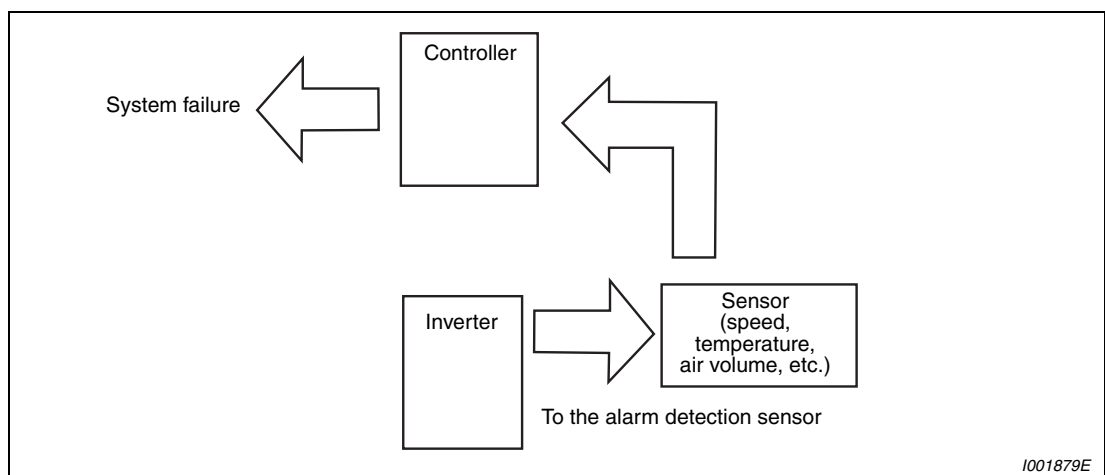 Controller
System failure
Inverter
Sensor
(speed,
temperature,
air volume, etc.)
To the alarm detection sensor
I001879E